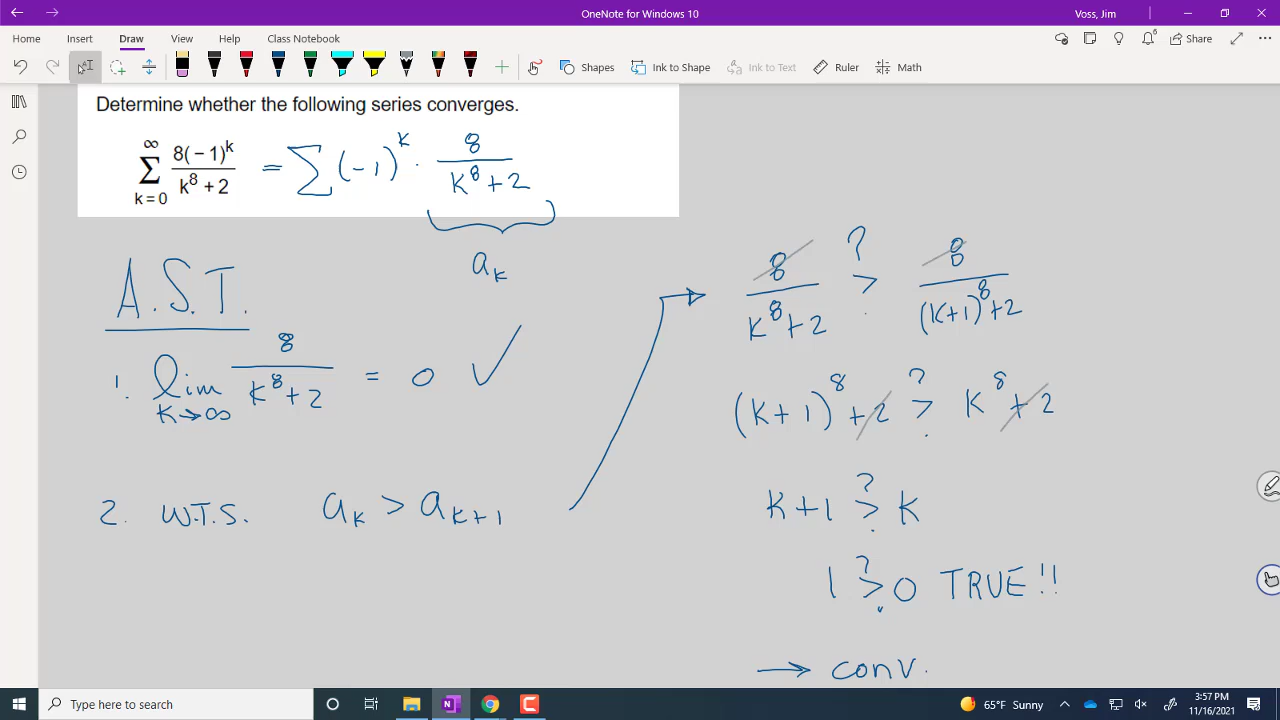 OneNote for Windows 10
Voss, Jim
Home Insert Draw View Help Class Notebook
Share
Shapes Ink to Shape Ink to Text Ruler Math
Determine whether the following series converges.
∞ Σ k=0 8(-1)^k / k^8 + 2 = Σ (-1)^k · 8 / k^8 + 2
a_k
A.S.T.
1. lim k→∞ 8 / k^8 + 2 = 0 ✓
2. W.T.S. a_k > a_k+1
8 / k^8 + 2 ? > 8 / (k+1)^8 + 2
(k+1)^8 + 2 ? > k^8 + 2
k+1 ? > k
1 ? > 0 TRUE!!
→ conv.
Type here to search
65°F Sunny
3:57 PM
11/16/2021